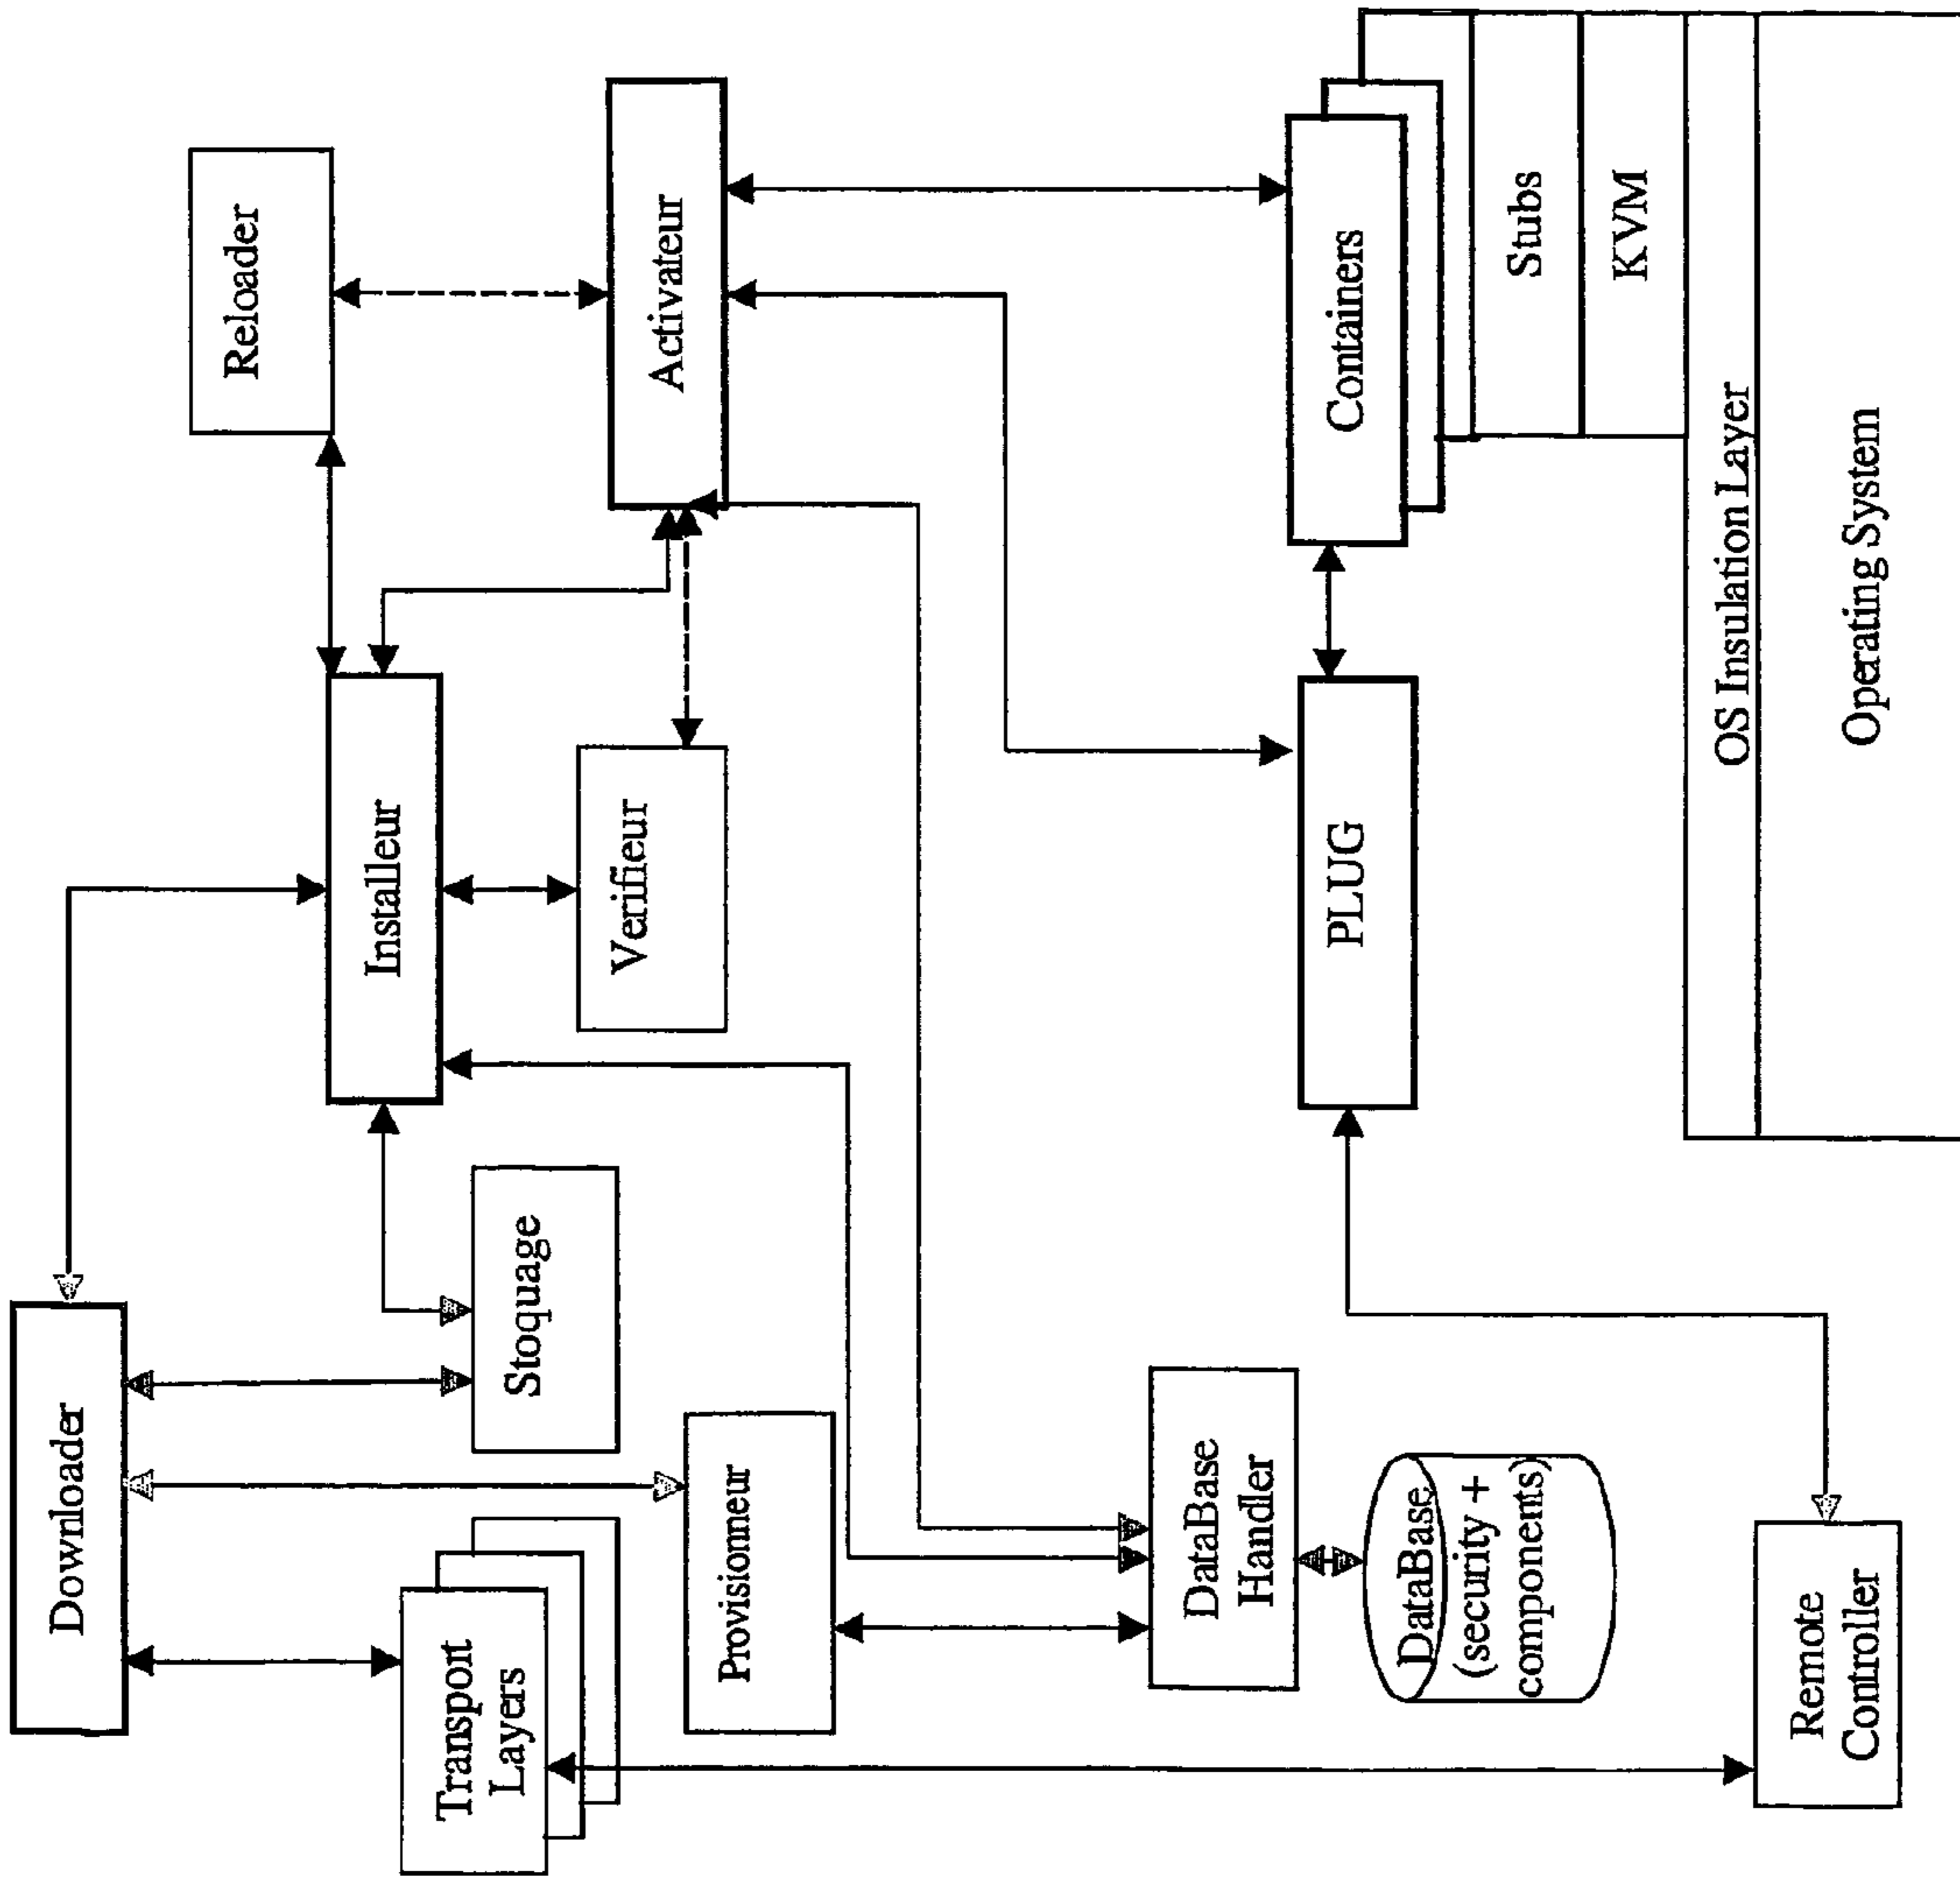 Downloader
Transport
Layers
Stoquage
Provisionneur
Installeur
Verifieur
Reloader
Activateur
DataBase
Handler
DataBase
(security +
components)
Remote
Controller
PLUG
Containers
Stubs
KVM
OS Insulation Layer
Operating System